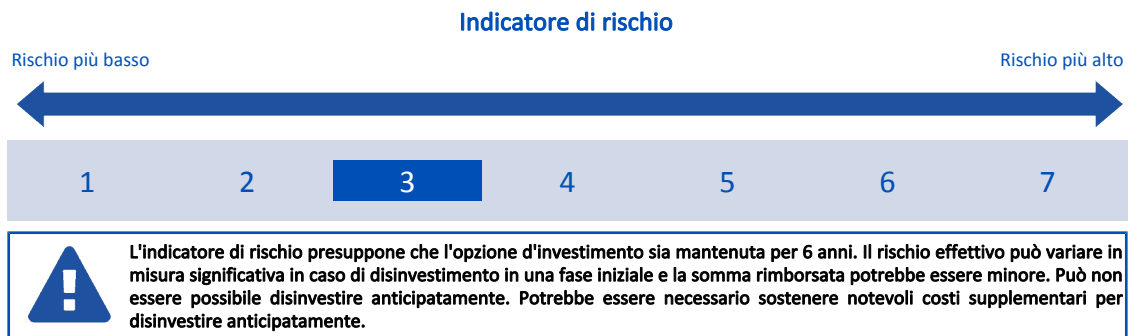 Indicatore di rischio
Rischio più basso Rischio più alto
1 2 3 4 5 6 7
L'indicatore di rischio presuppone che l'opzione d'investimento sia mantenuta per 6 anni. Il rischio effettivo può variare in
misura significativa in caso di disinvestimento in una fase iniziale e la somma rimborsata potrebbe essere minore. Può non
essere possibile disinvestire anticipatamente. Potrebbe essere necessario sostenere notevoli costi supplementari per
disinvestire anticipatamente.